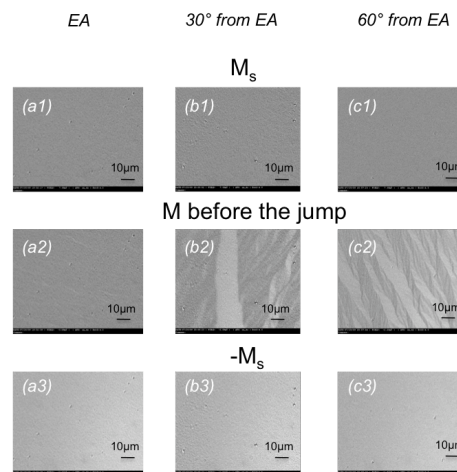 EA 30° from EA 60° from EA
Ms
(a1) (b1) (c1)
10µm 10µm 10µm
M before the jump
(a2) (b2) (c2)
10µm 10µm 10µm
-Ms
(a3) (b3) (c3)
10µm 10µm 10µm